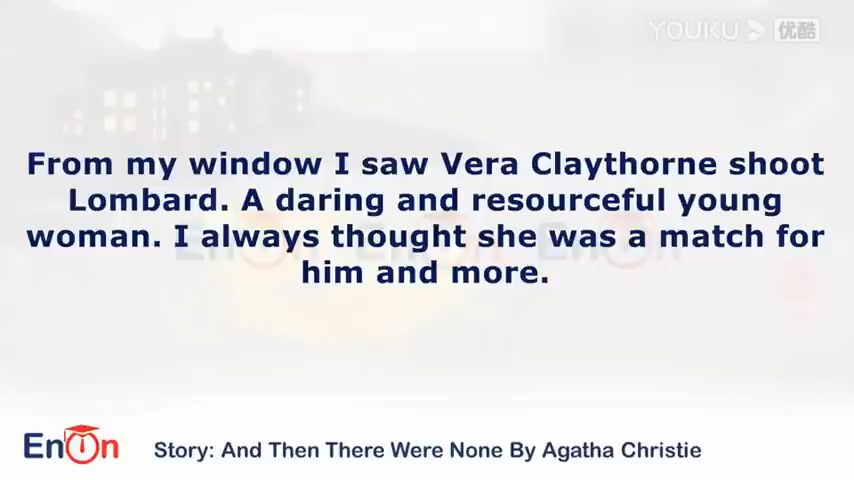 YOUKU 优酷
From my window I saw Vera Claythorne shoot
Lombard. A daring and resourceful young
woman. I always thought she was a match for
him and more.
EnOn
Story: And Then There Were None By Agatha Christie